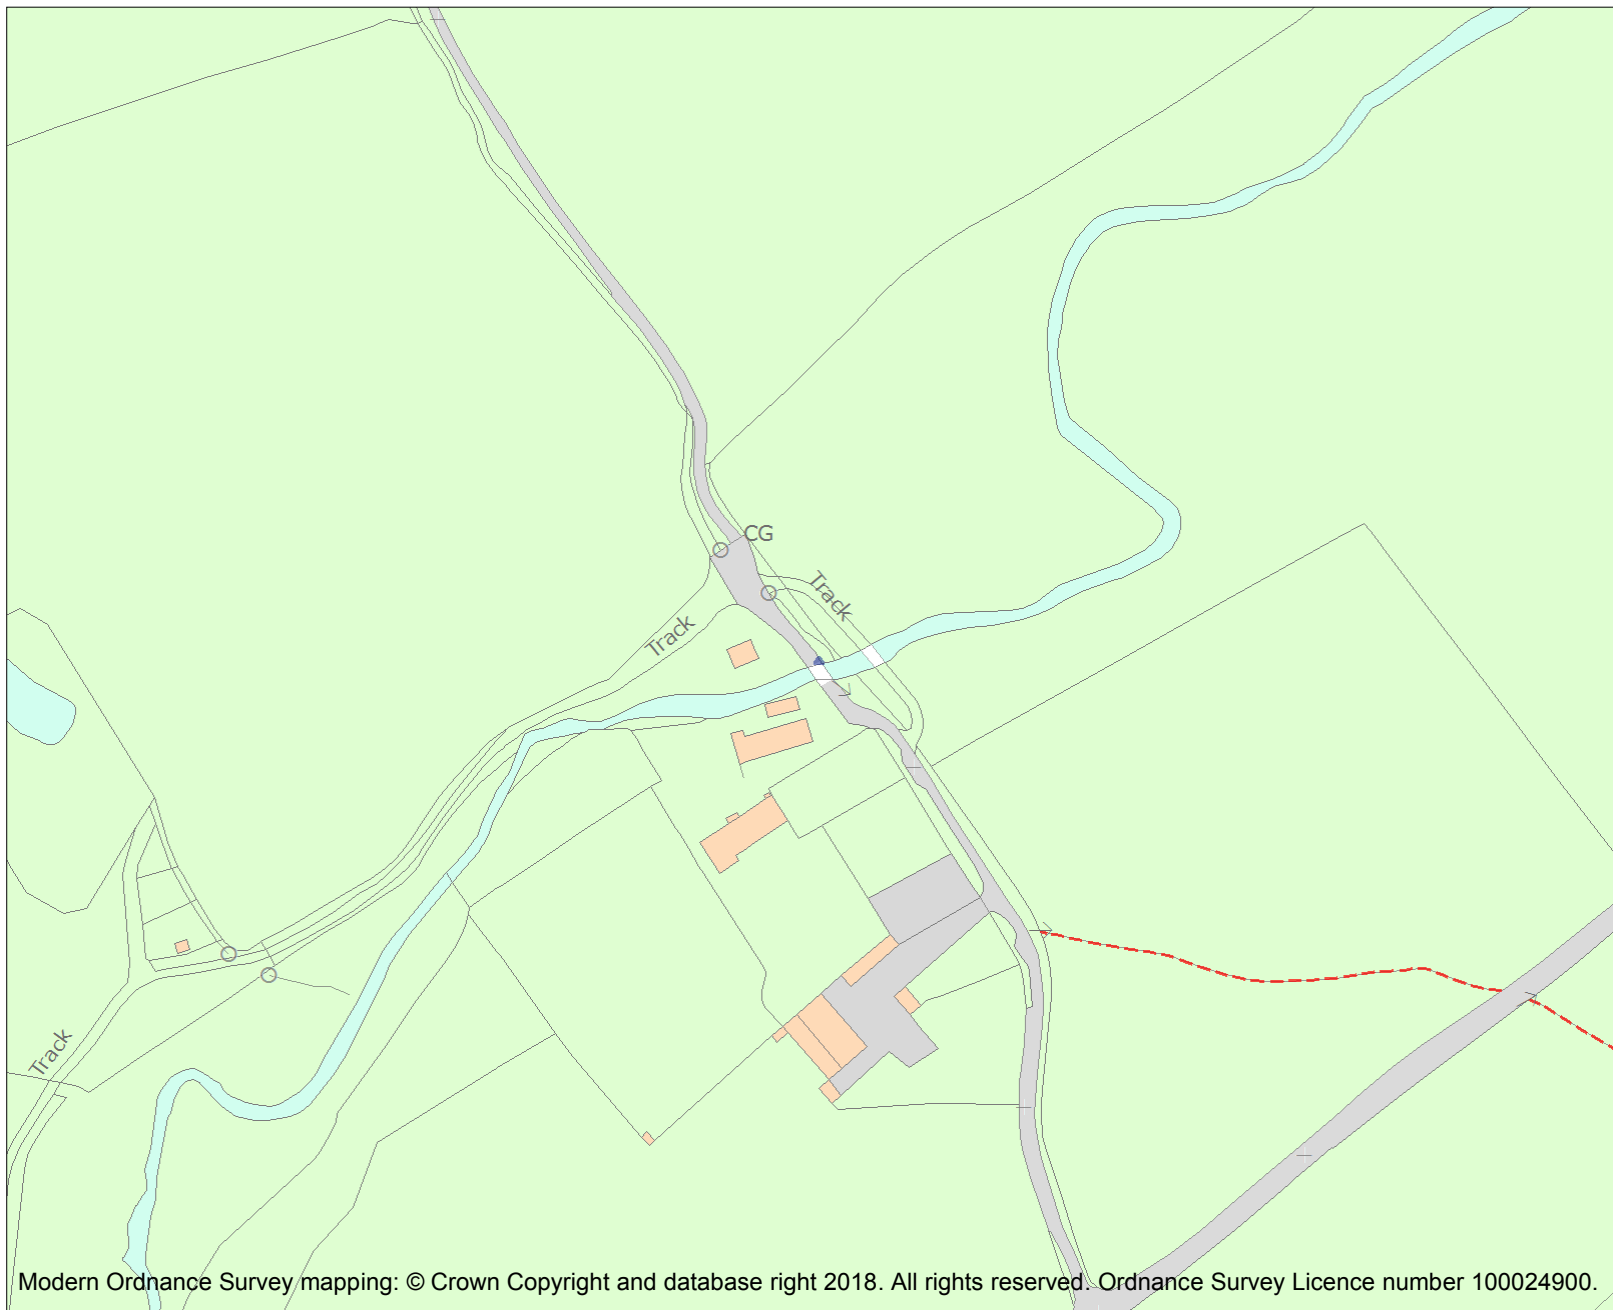 CG
Track
Track
Track
Modern Ordnance Survey mapping: © Crown Copyright and database right 2018. All rights reserved. Ordnance Survey Licence number 100024900.